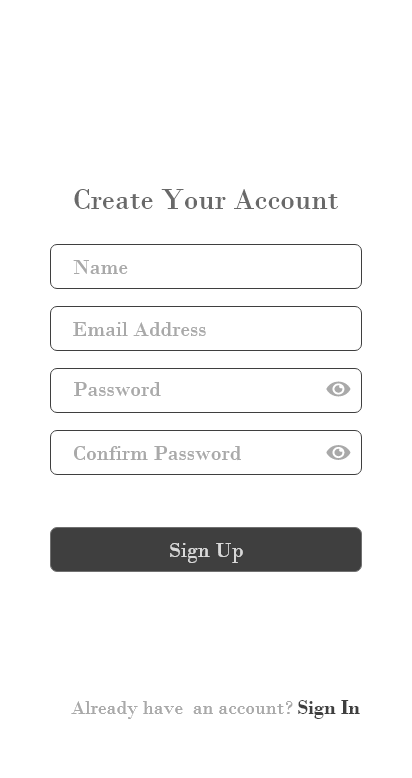 Create Your Account
Name
Email Address
Password
Confirm Password
Sign Up
Already have  an account? Sign In